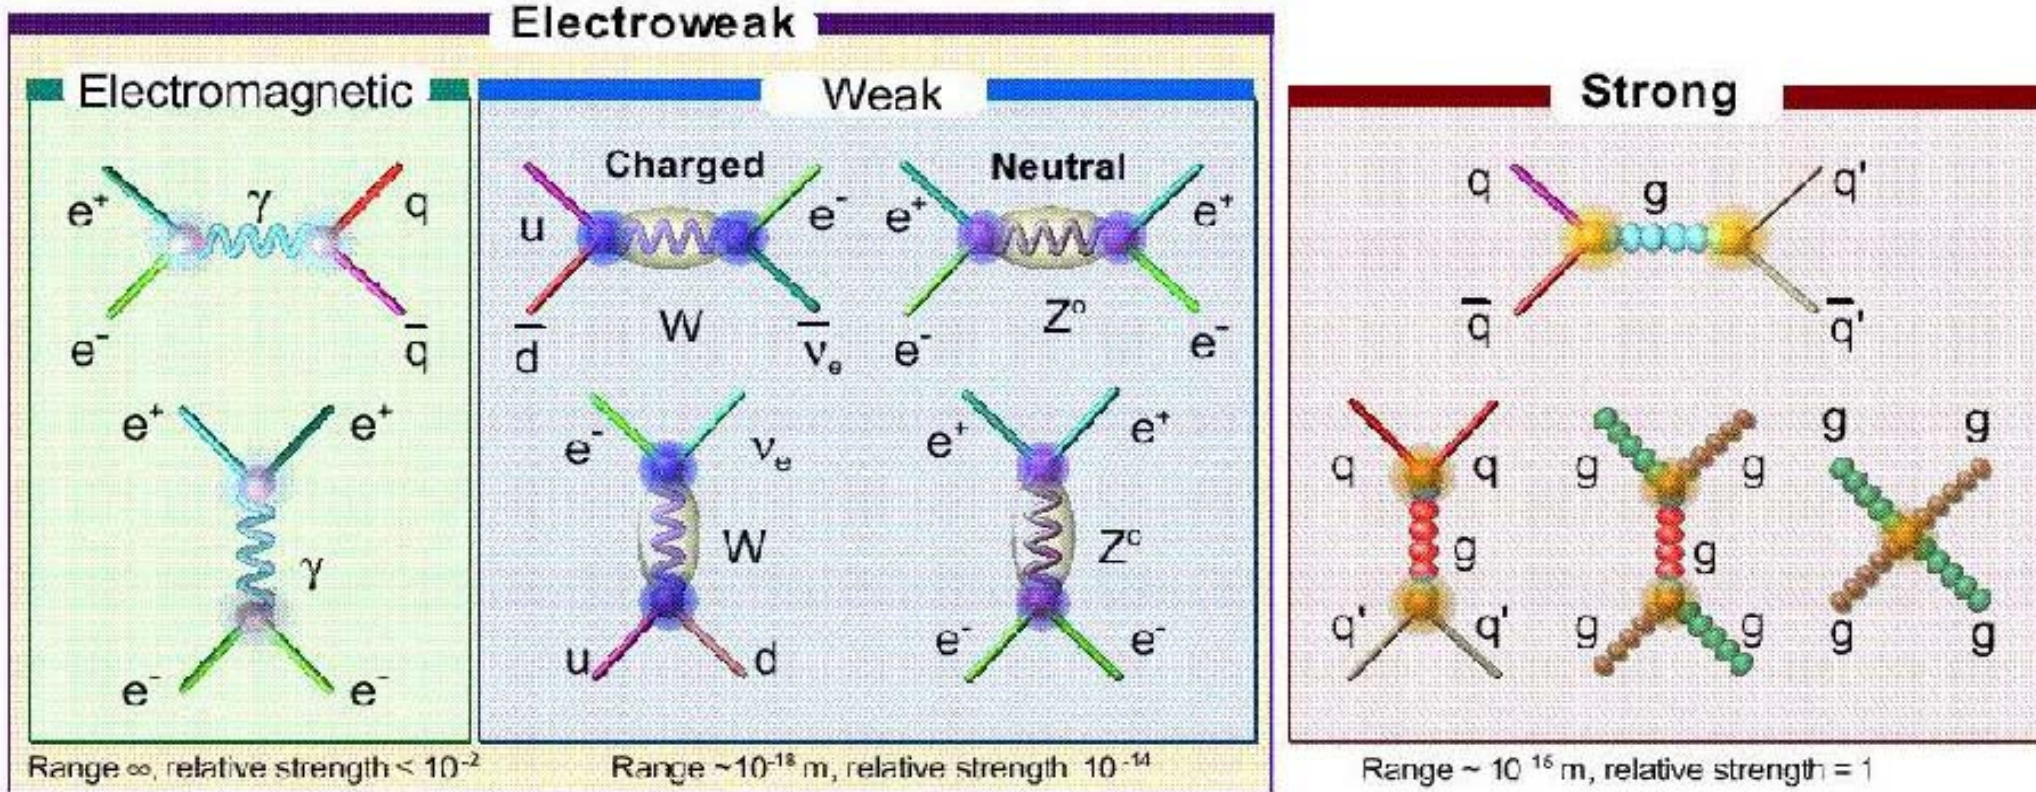 Electroweak
Electromagnetic
Weak
Strong
Charged
Neutral
e⁺ γ q
e⁻ q̅
u e⁻
d̅ W ν̅ₑ
e⁺ e⁺
e⁻ Z⁰ e⁻
q g q'
q̅ q̅'
e⁺ e⁺
γ
e⁻ e⁻
e⁻ νₑ
W
u d
e⁺ e⁺
Z⁰
e⁻ e⁻
q q
g
q' q'
g g
g
g g
g g
g g
Range ∞, relative strength < 10⁻²
Range ~10⁻¹⁸ m, relative strength 10⁻¹⁴
Range ~ 10⁻¹⁵ m, relative strength = 1